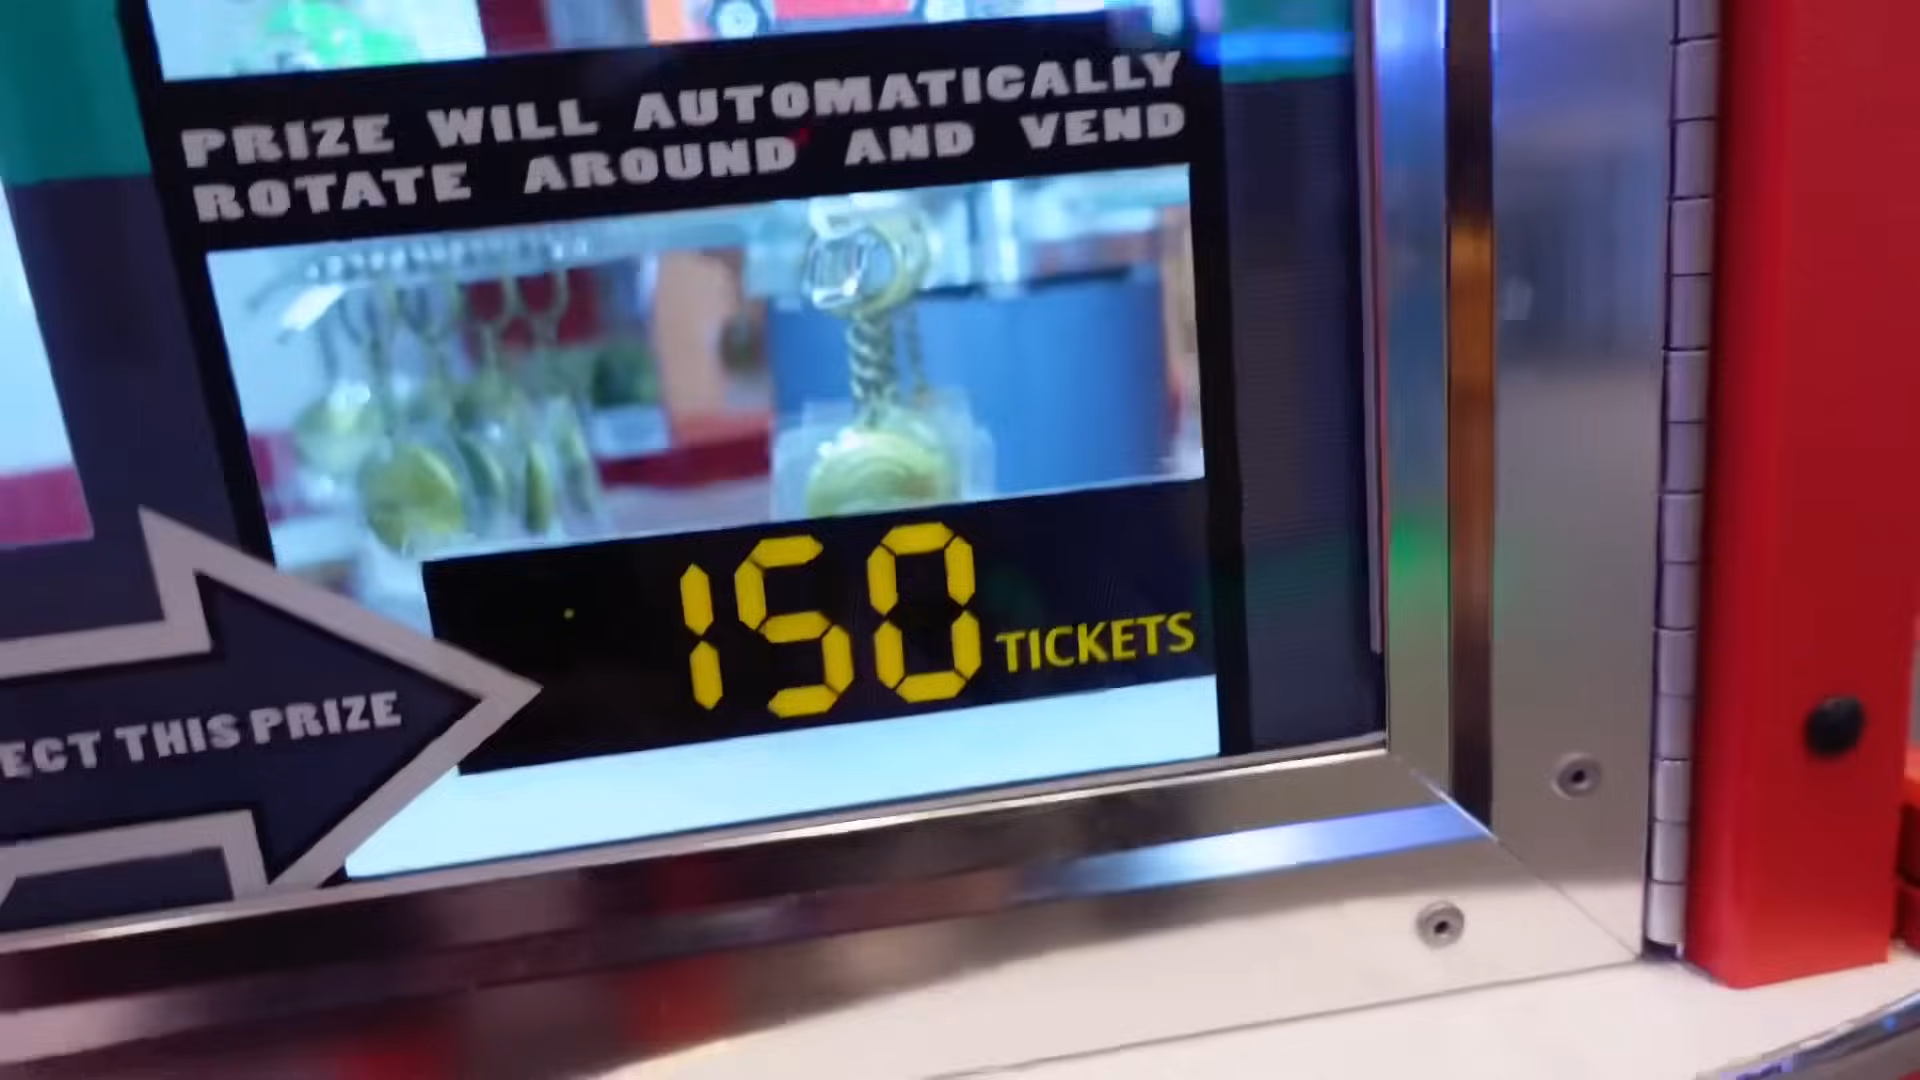 PRIZE WILL AUTOMATICALLY
ROTATE AROUND AND VEND
150 TICKETS
ECT THIS PRIZE